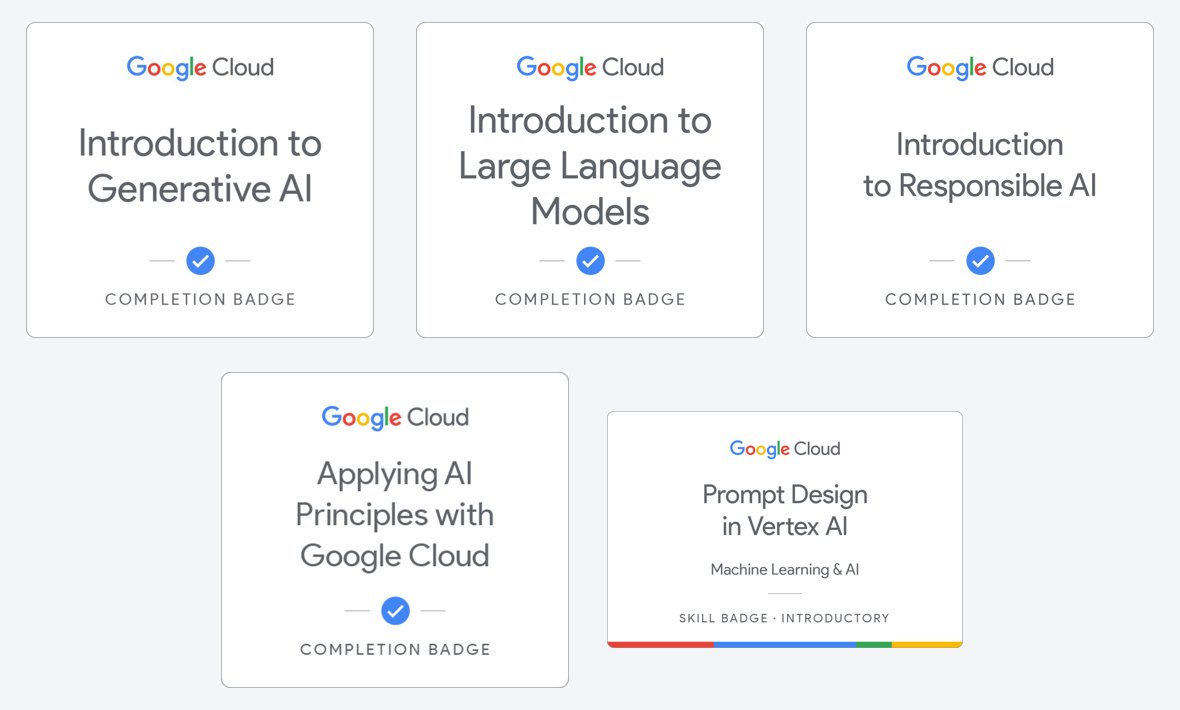 Google Cloud
Introduction to
Generative AI
COMPLETION BADGE
Google Cloud
Introduction to
Large Language
Models
COMPLETION BADGE
Google Cloud
Introduction
to Responsible AI
COMPLETION BADGE
Google Cloud
Applying AI
Principles with
Google Cloud
COMPLETION BADGE
Google Cloud
Prompt Design
in Vertex AI
Machine Learning & AI
SKILL BADGE · INTRODUCTORY